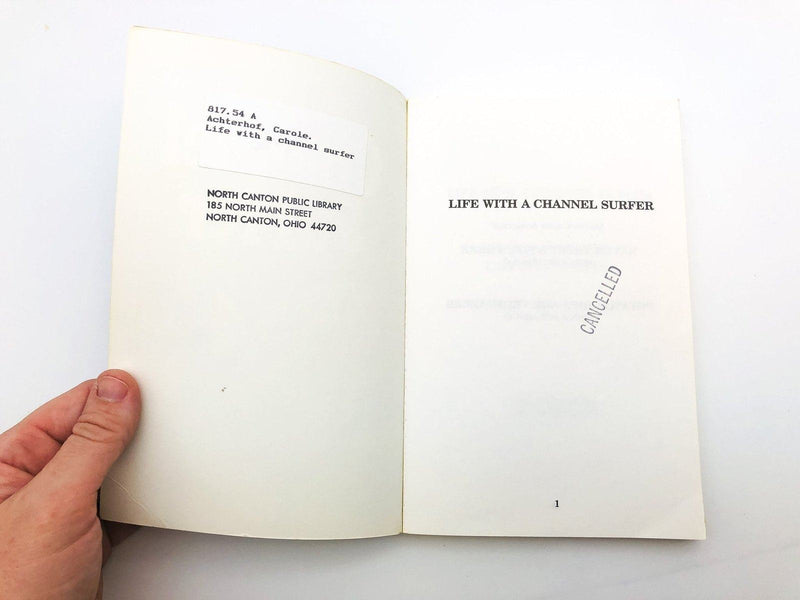 817.54 A
Achterhof, Carole.
Life with a channel surfer
NORTH CANTON PUBLIC LIBRARY
185 NORTH MAIN STREET
NORTH CANTON, OHIO 44720
LIFE WITH A CHANNEL SURFER
CANCELLED
1